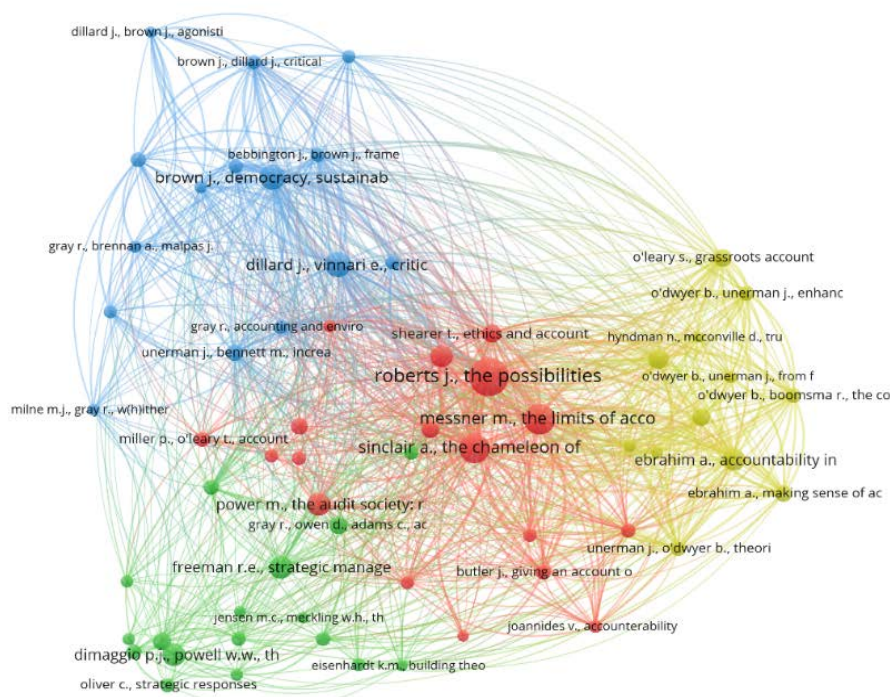 dillard j., brown j., agonisti
brown j., dillard j., critical
bebbington j., brown j., frame
brown j., democracy, sustainab
gray r., brennan a., malpas j.
o'leary s., grassroots account
dillard j., vinnari e., critic
o'dwyer b., unerman j., enhanc
gray r., accounting and enviro
shearer t., ethics and account
hyndman n., mcconville d., tru
unerman j., bennett m., increa
roberts j., the possibilities
o'dwyer b., unerman j., from f
o'dwyer b., boomsma r., the co
milne m.j., gray r., w(h)ither
messner m., the limits of acco
miller p., o'leary t., account
sinclair a., the chameleon of
ebrahim a., accountability in
ebrahim a., making sense of ac
power m., the audit society: r
gray r., owen d., adams c., ac
unerman j., o'dwyer b., theori
freeman r.e., strategic manage
butler j., giving an account o
jensen m.c., merkling w.h., th
joannides v., accounterability
dimaggio p.j., powell w.w., th
eisenhardt k.m., building theo
oliver c., strategic responses